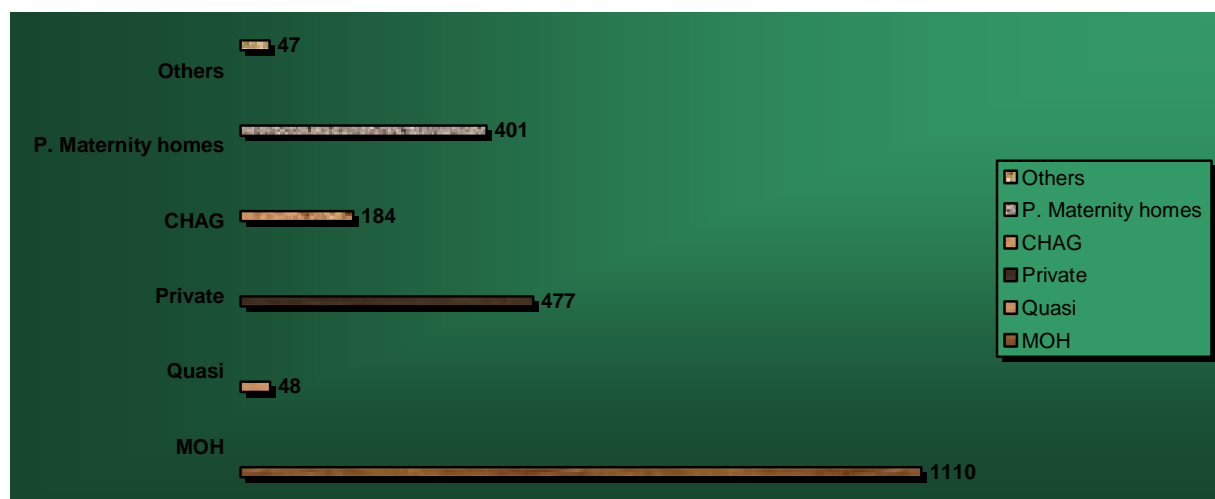 47
Others
401
P. Maternity homes
184
CHAG
477
Private
48
Quasi
MOH
1110
Others
P. Maternity homes
CHAG
Private
Quasi
MOH